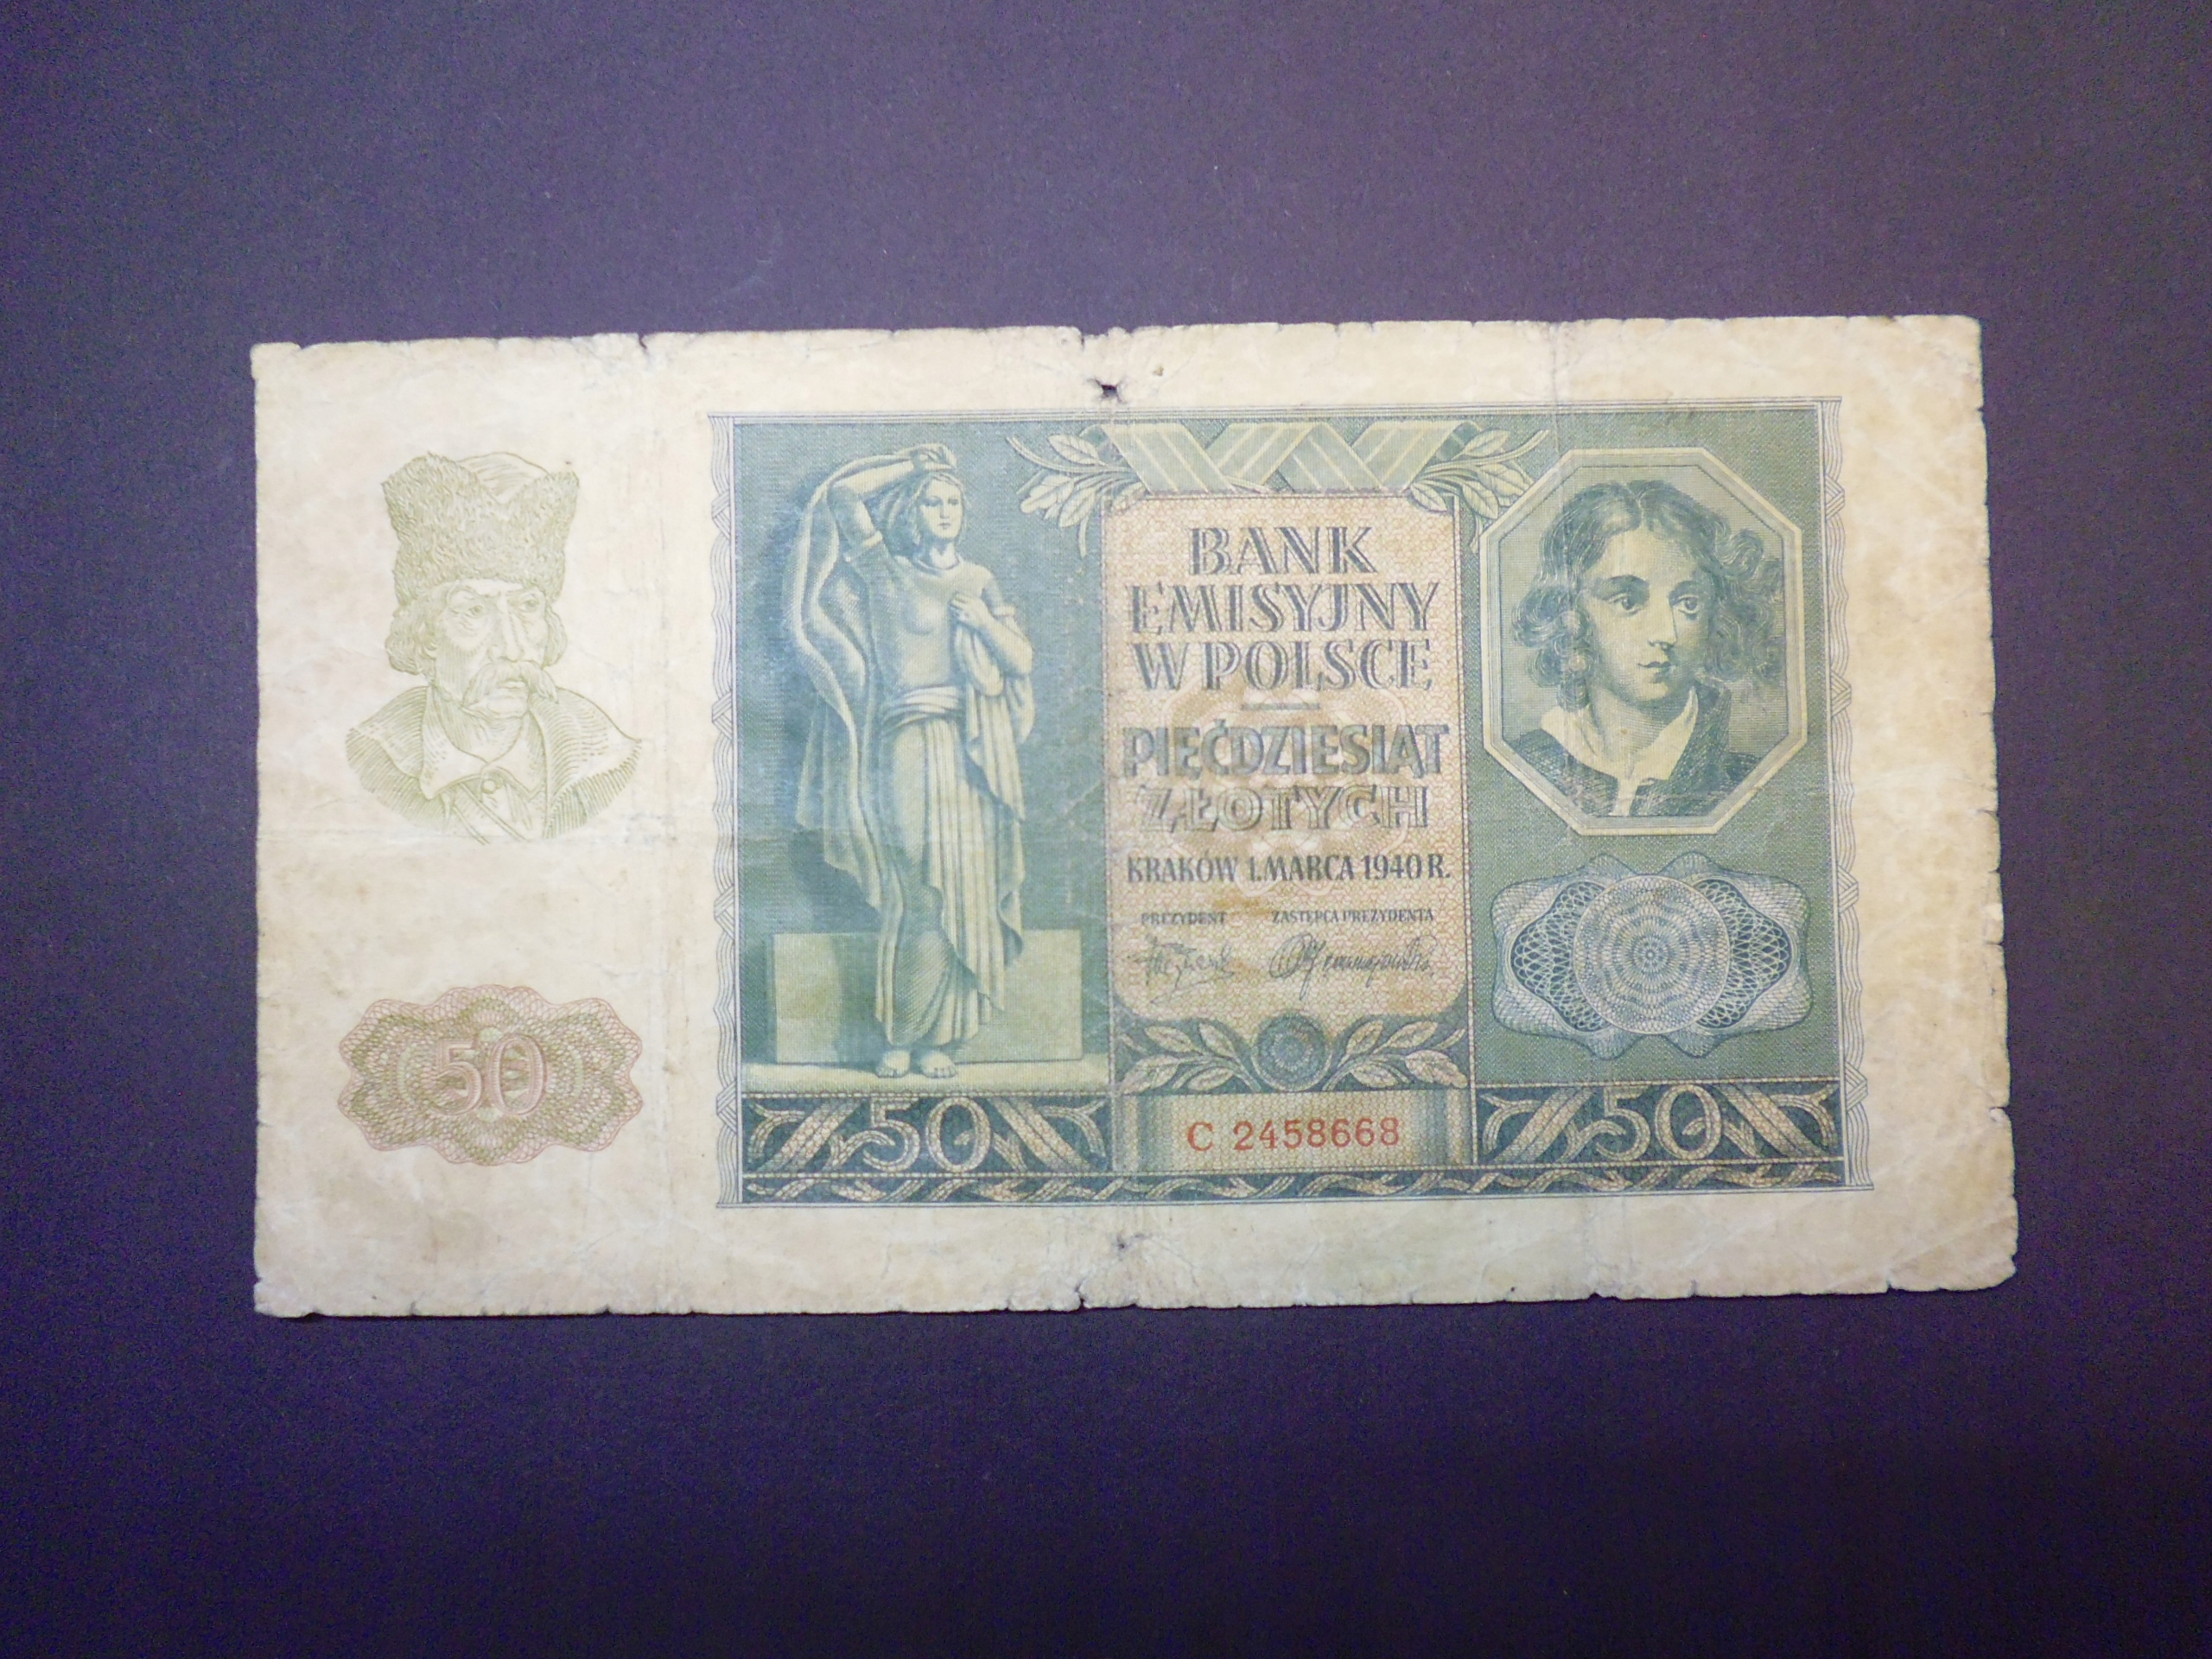 BANK
EMISYJNY
W POLSCE
PIĘĆDZIESIĄT
ZŁOTYCH
KRAKÓW 1. MARCA 1940 R.
PREZYDENT ZASTĘPCA PREZYDENTA
50
50 C 2458668 50